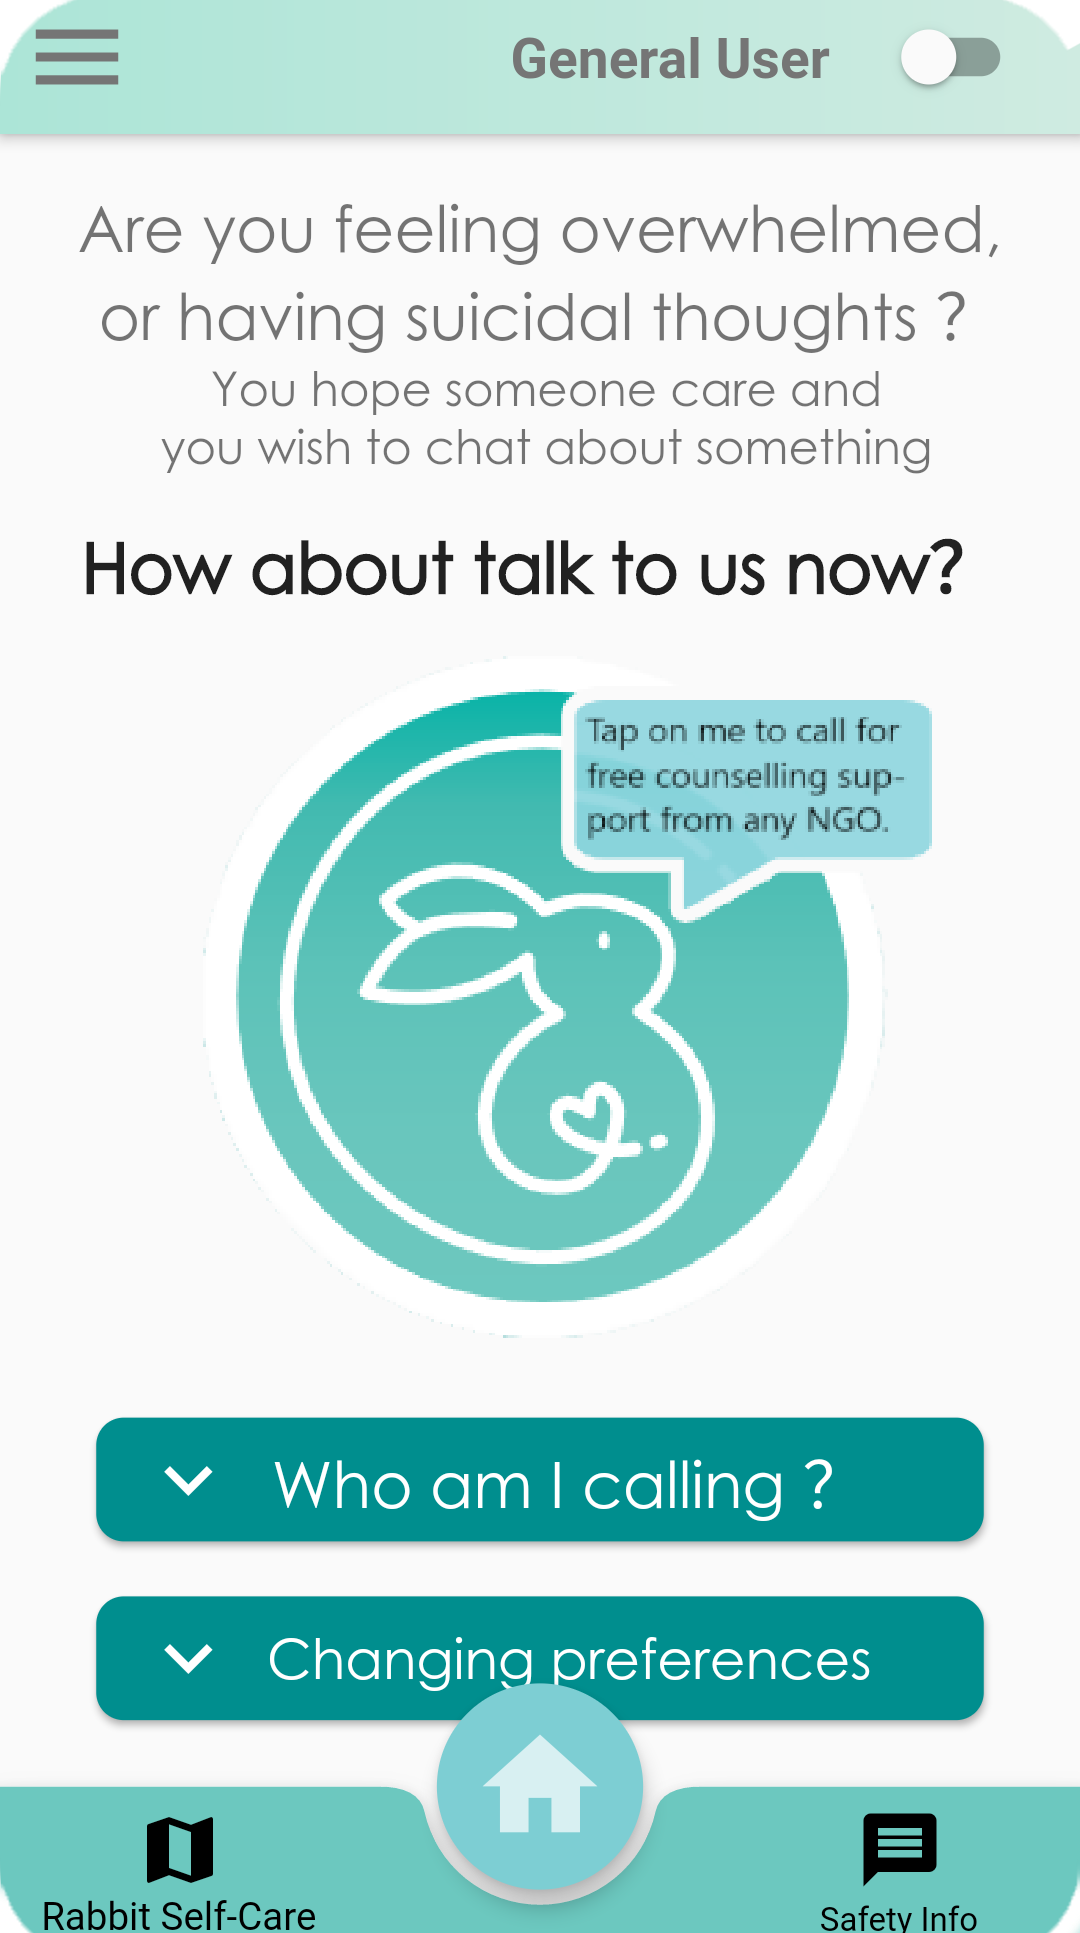 General User
Are you feeling overwhelmed,
or having suicidal thoughts ?
You hope someone care and
you wish to chat about something
How about talk to us now?
Tap on me to call for
free counselling sup-
port from any NGO.
Who am I calling ?
Changing preferences
Rabbit Self-Care
Safety Info